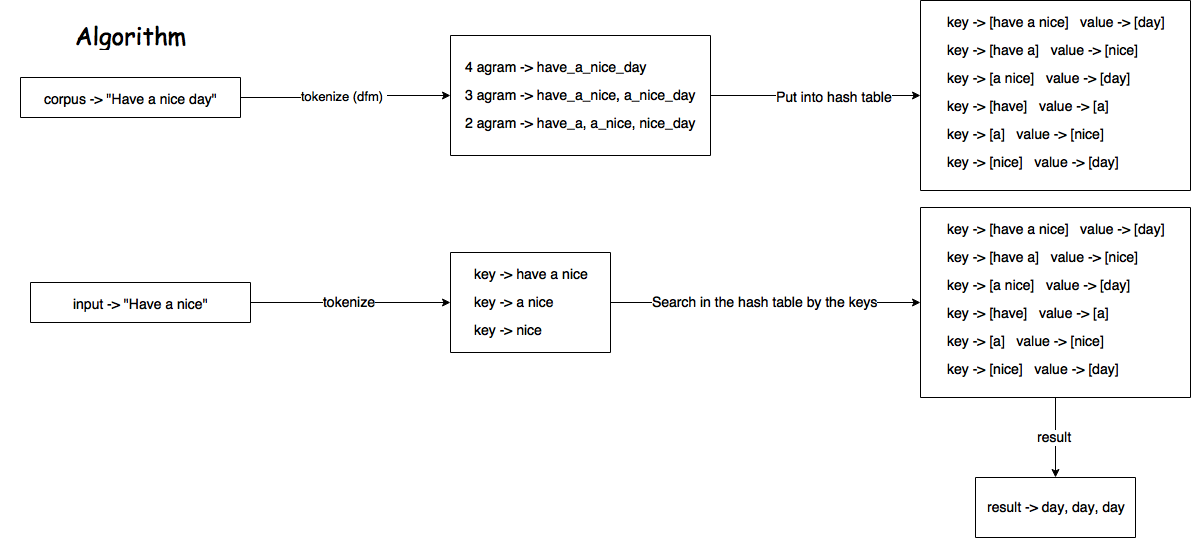 Algorithm
corpus -> "Have a nice day"
tokenize (dfm)
4 agram -> have_a_nice_day
3 agram -> have_a_nice, a_nice_day
2 agram -> have_a, a_nice, nice_day
Put into hash table
key -> [have a nice] value -> [day]
key -> [have a] value -> [nice]
key -> [a nice] value -> [day]
key -> [have] value -> [a]
key -> [a] value -> [nice]
key -> [nice] value -> [day]
input -> "Have a nice"
tokenize
key -> have a nice
key -> a nice
key -> nice
Search in the hash table by the keys
key -> [have a nice] value -> [day]
key -> [have a] value -> [nice]
key -> [a nice] value -> [day]
key -> [have] value -> [a]
key -> [a] value -> [nice]
key -> [nice] value -> [day]
result
result -> day, day, day